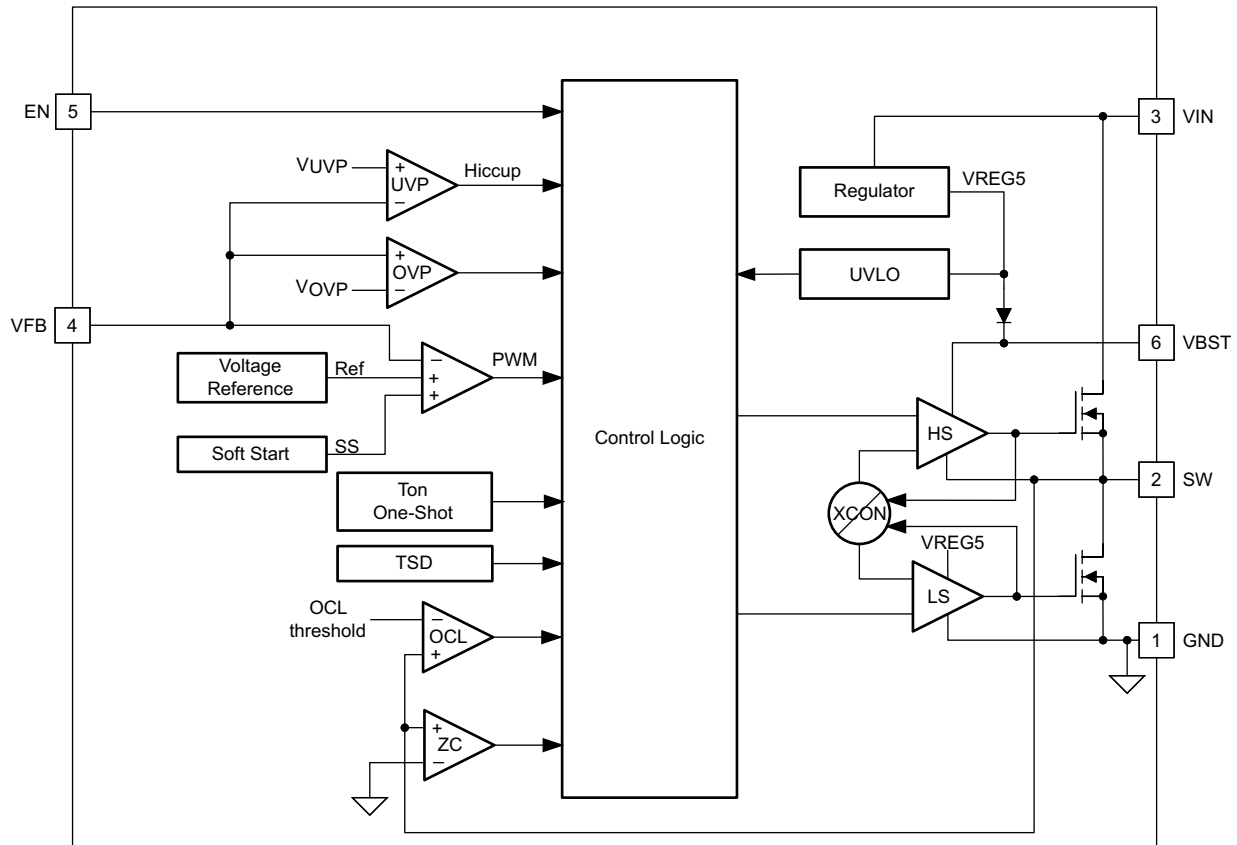 EN
5
3
VIN
VUVP
+
UVP
−
Hiccup
Regulator
VREG5
+
OVP
−
VOVP
UVLO
VFB
4
6
VBST
Voltage
Reference
Ref
−
+
+
PWM
Soft Start
SS
Control Logic
HS
2
SW
Ton
One-Shot
XCON
VREG5
TSD
LS
OCL
threshold
−
OCL
+
1
GND
+
ZC
−